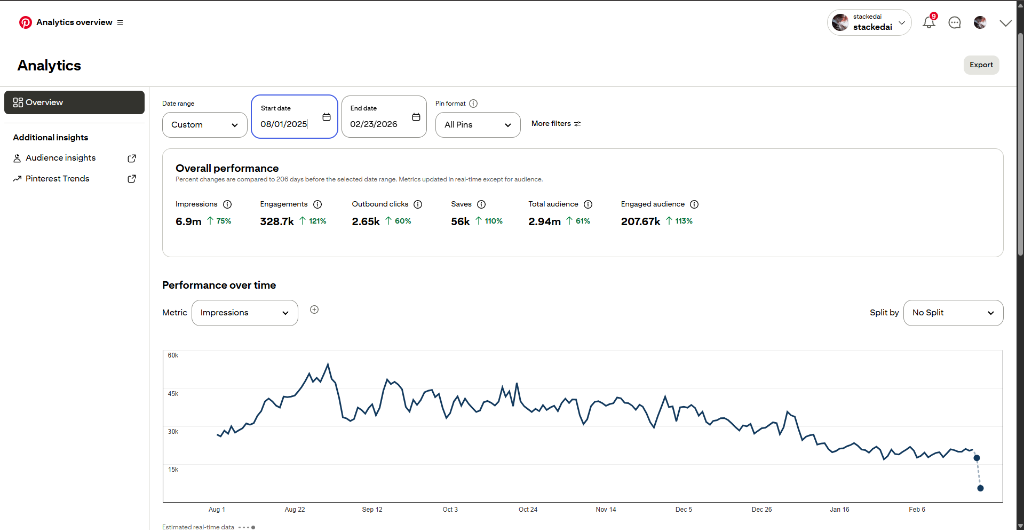 Analytics overview
stackedai
stackedai
9
Analytics
Export
Overview
Additional insights
Audience insights
Pinterest Trends
Date range
Custom
Start date
08/01/2025
End date
02/23/2026
Pin format
All Pins
More filters
Overall performance
Percent changes are compared to 206 days before the selected date range. Metrics updated in real-time except for audience.
Impressions
6.9m ↑ 75%
Engagements
328.7k ↑ 121%
Outbound clicks
2.65k ↑ 60%
Saves
56k ↑ 110%
Total audience
2.94m ↑ 61%
Engaged audience
207.67k ↑ 113%
Performance over time
Metric
Impressions
Split by
No Split
60k
45k
30k
15k
Aug 1
Aug 22
Sep 12
Oct 3
Oct 24
Nov 14
Dec 5
Dec 26
Jan 16
Feb 6
Estimated real-time data